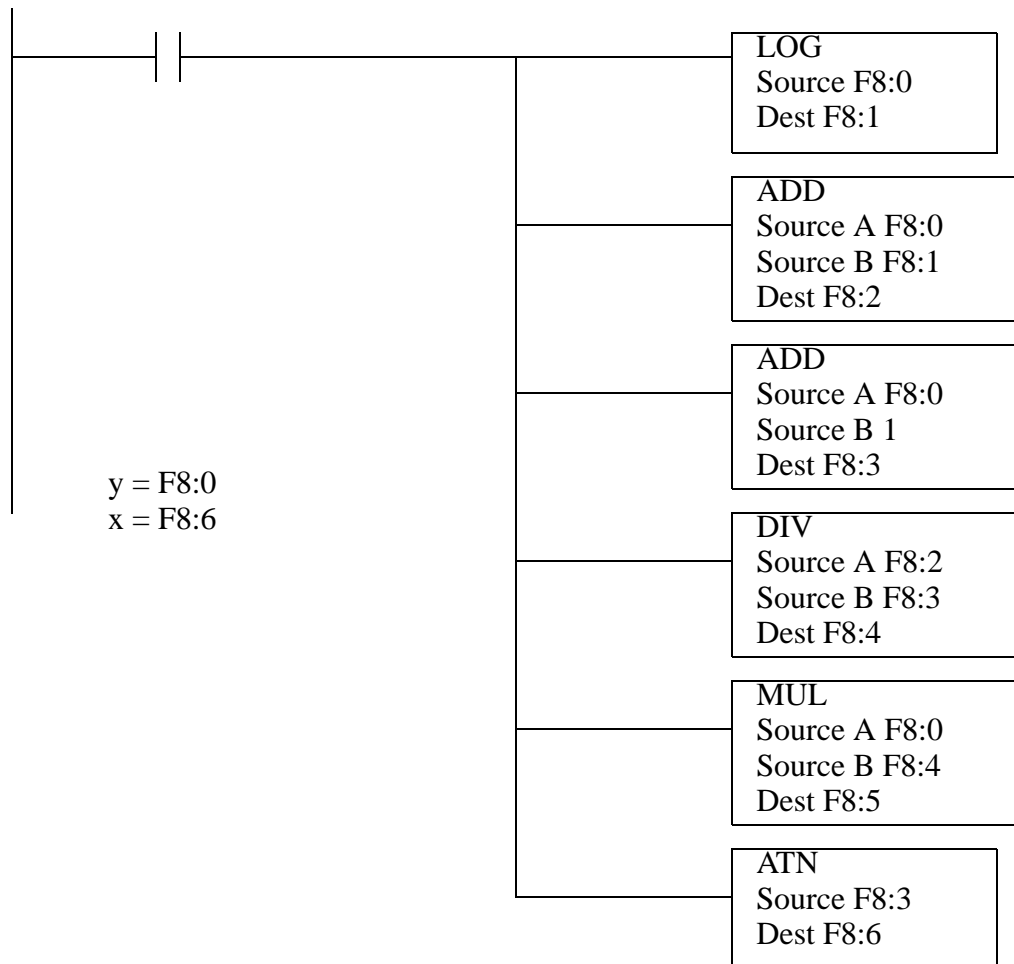 LOG
Source F8:0
Dest F8:1
ADD
Source A F8:0
Source B F8:1
Dest F8:2
ADD
Source A F8:0
Source B 1
Dest F8:3
y = F8:0
x = F8:6
DIV
Source A F8:2
Source B F8:3
Dest F8:4
MUL
Source A F8:0
Source B F8:4
Dest F8:5
ATN
Source F8:3
Dest F8:6